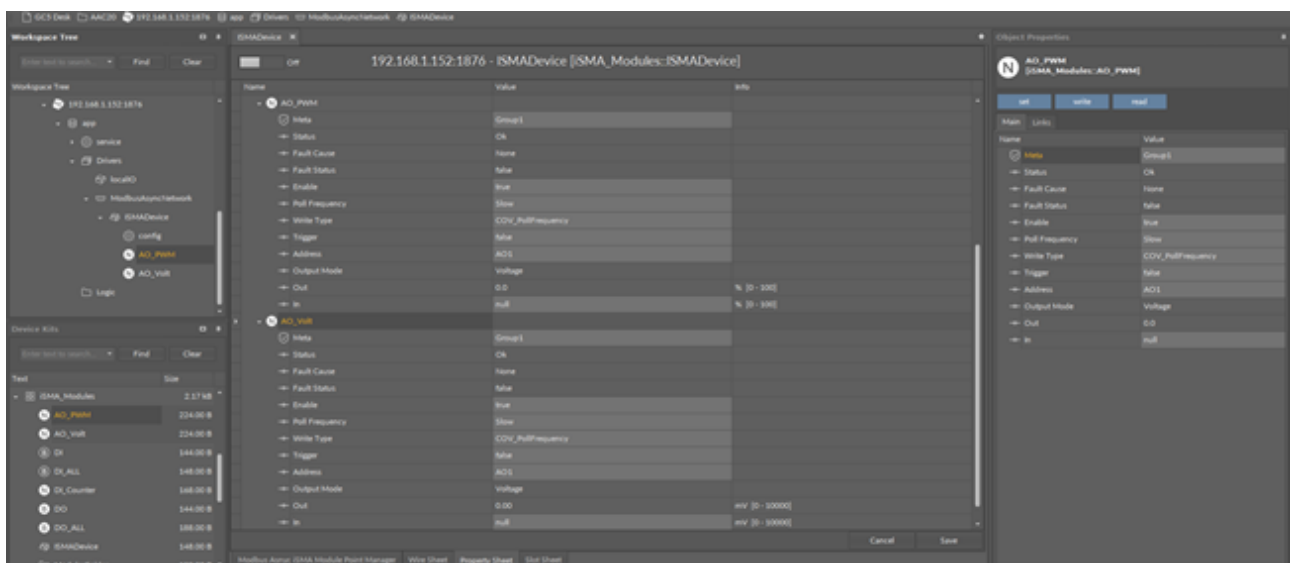 GC5 Desk AAC20 192.168.1.152:1876 app Drivers ModbusAsyncNetwork iSMADevice
Workspace Tree
Enter text to search... Find Clear
Workspace Tree
192.168.1.152:1876
app
service
Drivers
localIO
ModbusAsyncNetwork
iSMADevice
config
AO_PWM
AO_Volt
Logic
Device Kits
Enter text to search... Find Clear
Text Size
iSMA_Modules 2.17 kB
AO_PWM 224.00 B
AO_Volt 224.00 B
DI 144.00 B
DI_ALL 148.00 B
DI_Counter 168.00 B
DO 144.00 B
DO_ALL 188.00 B
iSMADevice 148.00 B
iSMADevice
Off 192.168.1.152:1876 - iSMADevice [iSMA_Modules::iSMADevice]
Name Value Info
AO_PWM
Meta Group1
Status Ok
Fault Cause None
Fault Status false
Enable true
Poll Frequency Slow
Write Type COV_PollFrequency
Trigger false
Address AO1
Output Mode Voltage
Out 0.0 % [0 - 100]
In null % [0 - 100]
AO_Volt
Meta Group1
Status Ok
Fault Cause None
Fault Status false
Enable true
Poll Frequency Slow
Write Type COV_PollFrequency
Trigger false
Address AO1
Output Mode Voltage
Out 0.00 mV [0 - 10000]
In null mV [0 - 10000]
Cancel Save
Modbus Async iSMA Module Point Manager Wire Sheet Property Sheet Slot Sheet
Object Properties
N AO_PWM
[iSMA_Modules::AO_PWM]
set write read
Main Links
Name Value
Meta Group1
Status Ok
Fault Cause None
Fault Status false
Enable true
Poll Frequency Slow
Write Type COV_PollFrequency
Trigger false
Address AO1
Output Mode Voltage
Out 0.0
In null